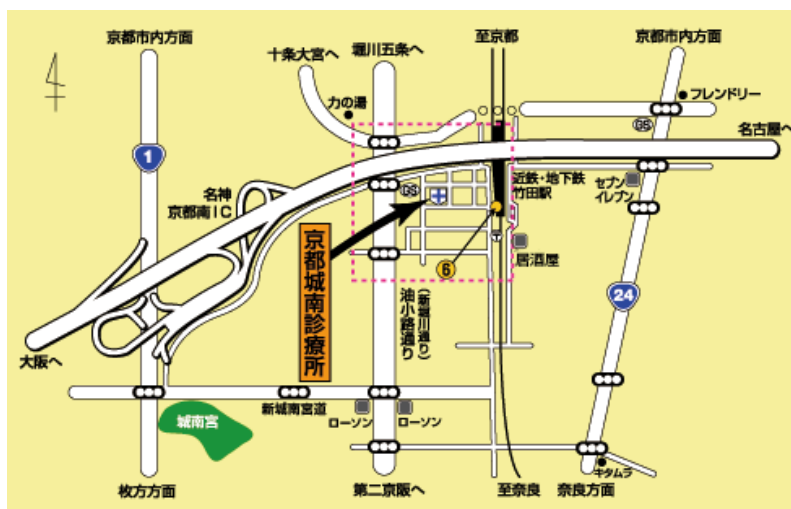 京都市内方面
十条大宮へ
堀川五条へ
至京都
京都市内方面
力の湯
フレンドリー
GS
名古屋へ
1
名神
京都南IC
GS
近鉄・地下鉄
竹田駅
セブン
イレブン
京都城南診療所
6
居酒屋
(新堀川通り)
油小路通り
24
大阪へ
城南宮
新城南宮道
ローソン
ローソン
キタムラ
枚方方面
第二京阪へ
至奈良
奈良方面